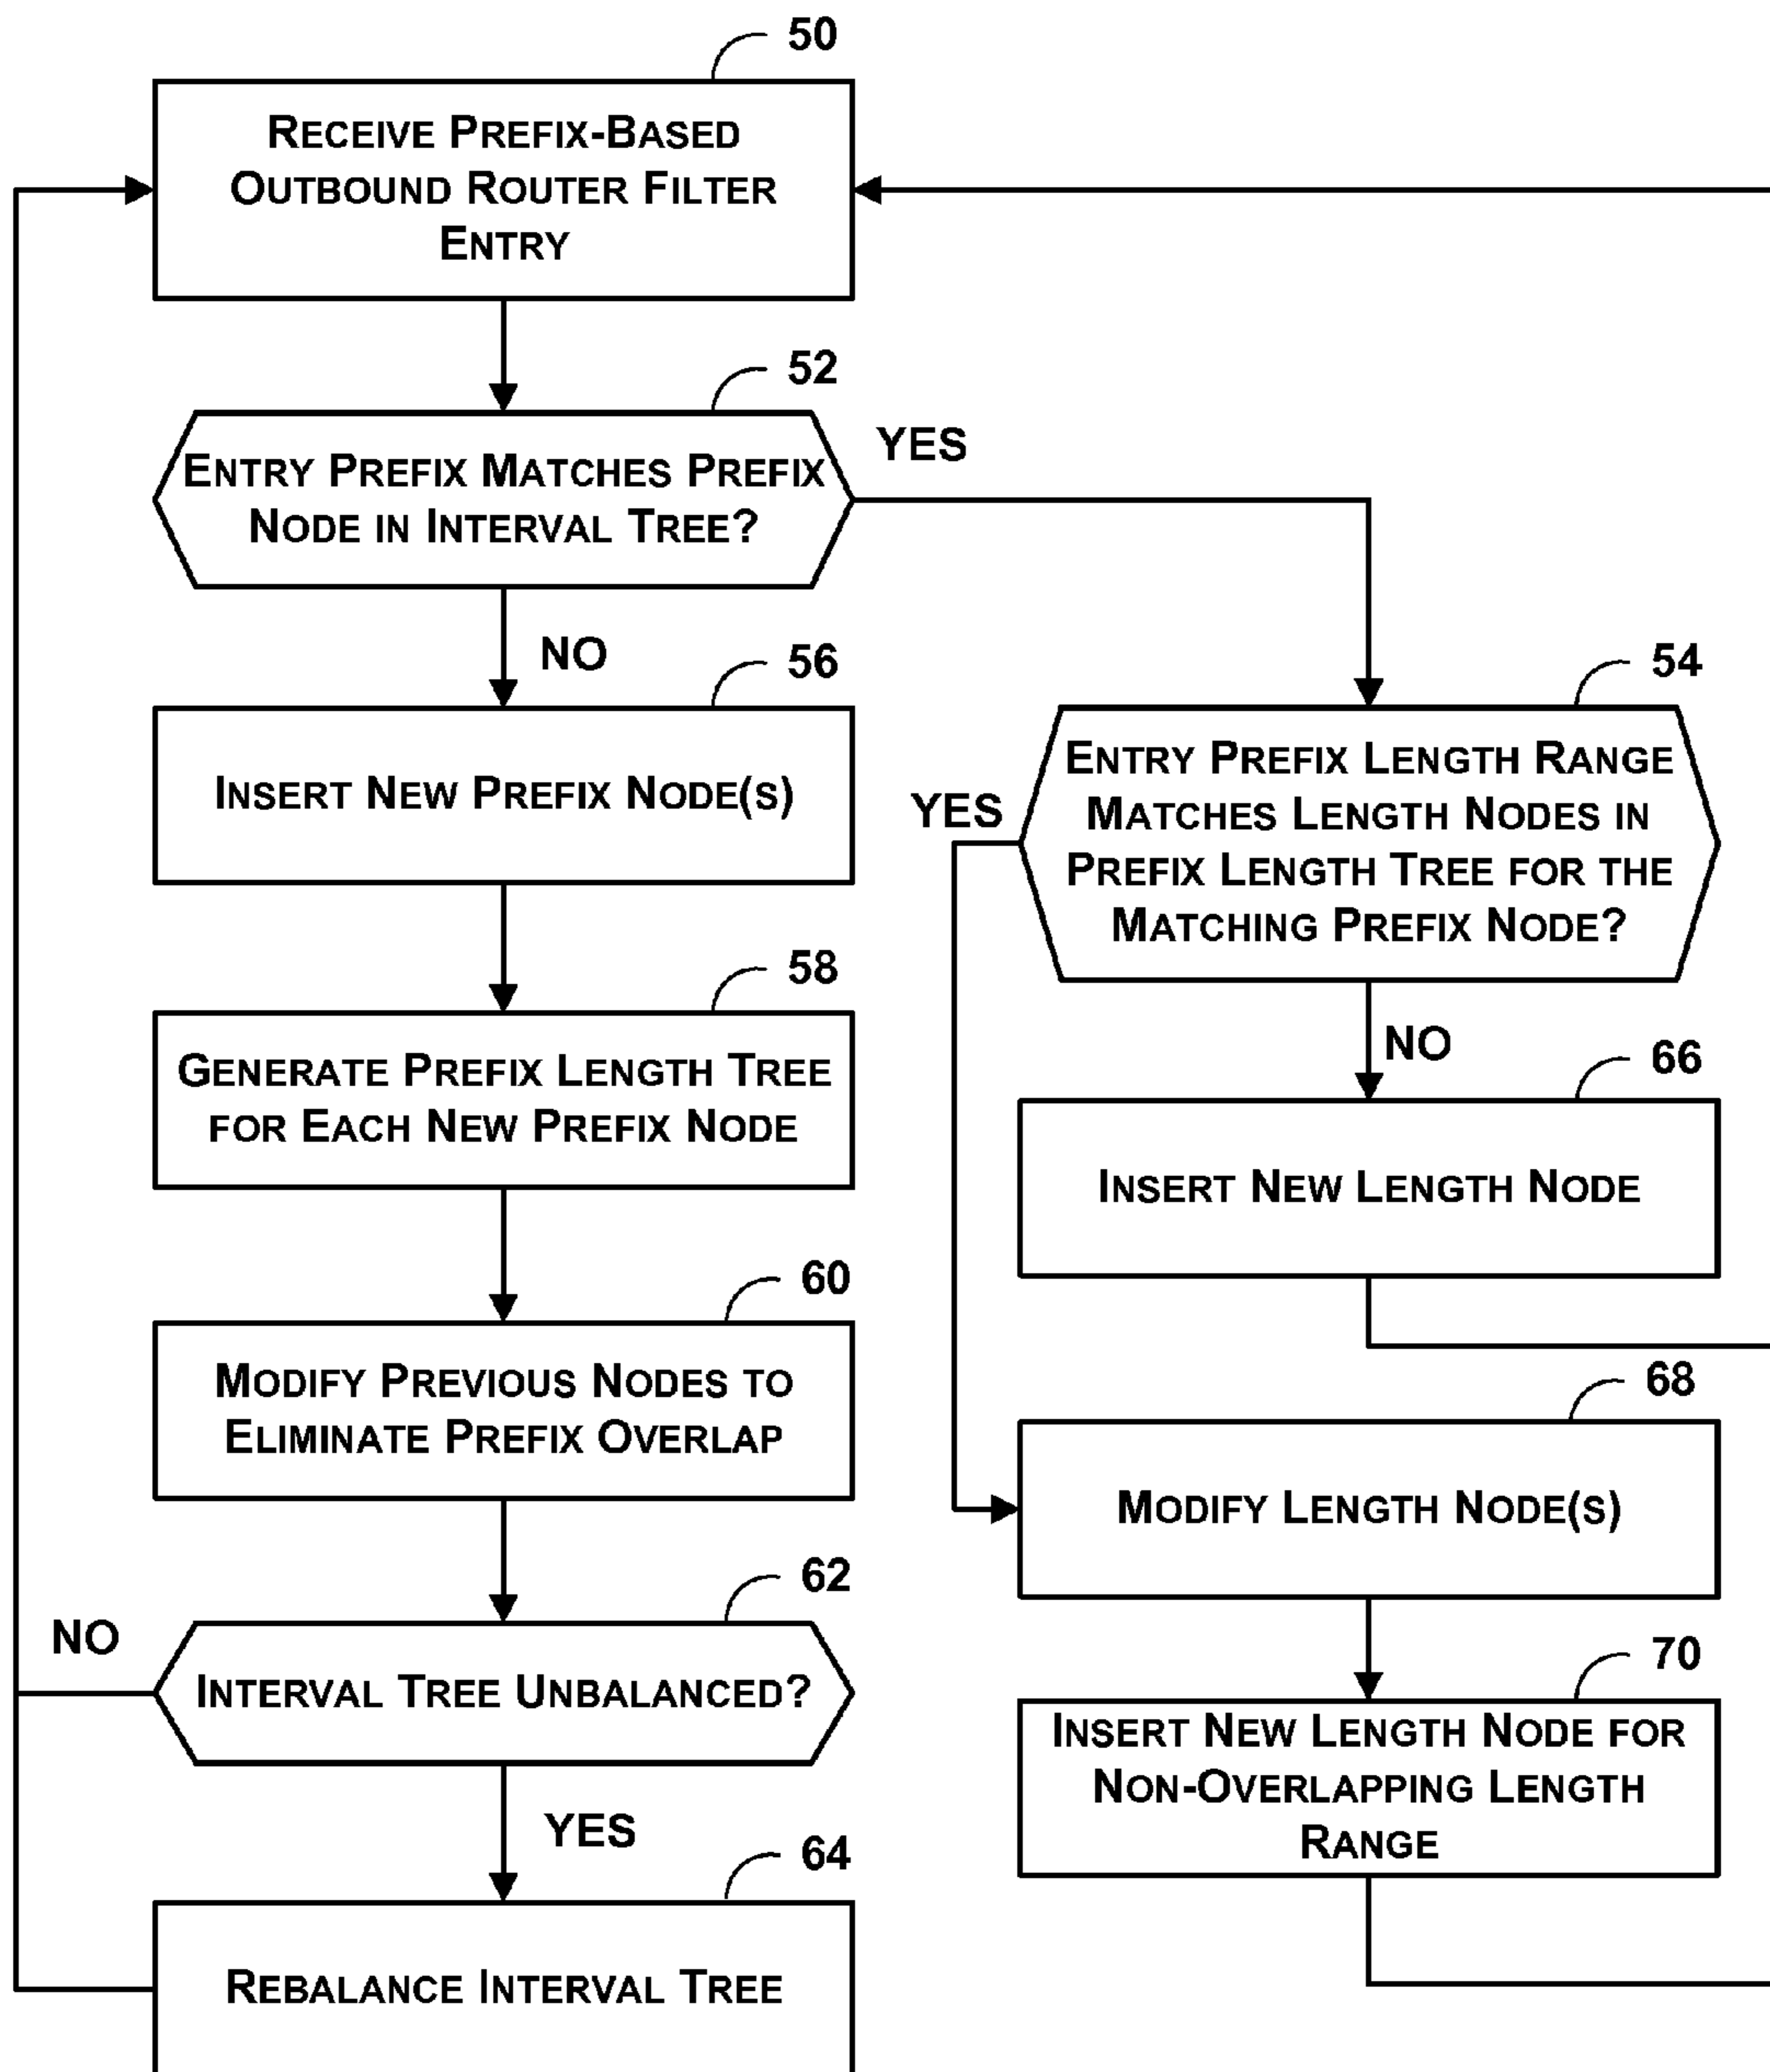 50
RECEIVE PREFIX-BASED
OUTBOUND ROUTER FILTER
ENTRY
52
ENTRY PREFIX MATCHES PREFIX
NODE IN INTERVAL TREE?
YES
NO
56
INSERT NEW PREFIX NODE(S)
58
GENERATE PREFIX LENGTH TREE
FOR EACH NEW PREFIX NODE
60
MODIFY PREVIOUS NODES TO
ELIMINATE PREFIX OVERLAP
62
NO
INTERVAL TREE UNBALANCED?
YES
64
REBALANCE INTERVAL TREE
54
YES
ENTRY PREFIX LENGTH RANGE
MATCHES LENGTH NODES IN
PREFIX LENGTH TREE FOR THE
MATCHING PREFIX NODE?
NO
66
INSERT NEW LENGTH NODE
68
MODIFY LENGTH NODE(S)
70
INSERT NEW LENGTH NODE FOR
NON-OVERLAPPING LENGTH
RANGE